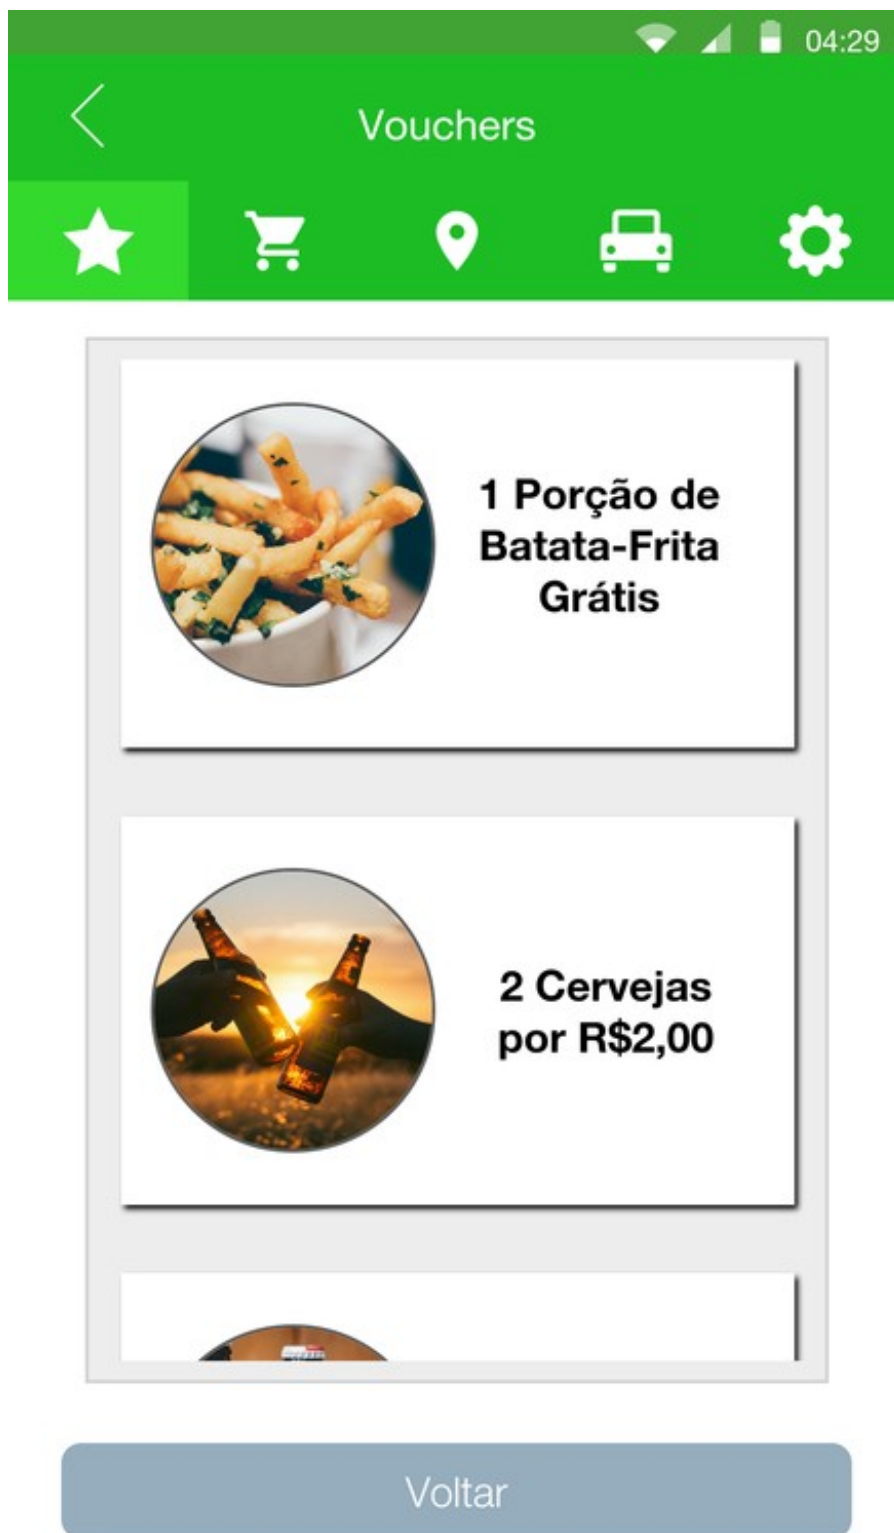 04:29
Vouchers
1 Porção de
Batata-Frita
Grátis
2 Cervejas
por R$2,00
Voltar